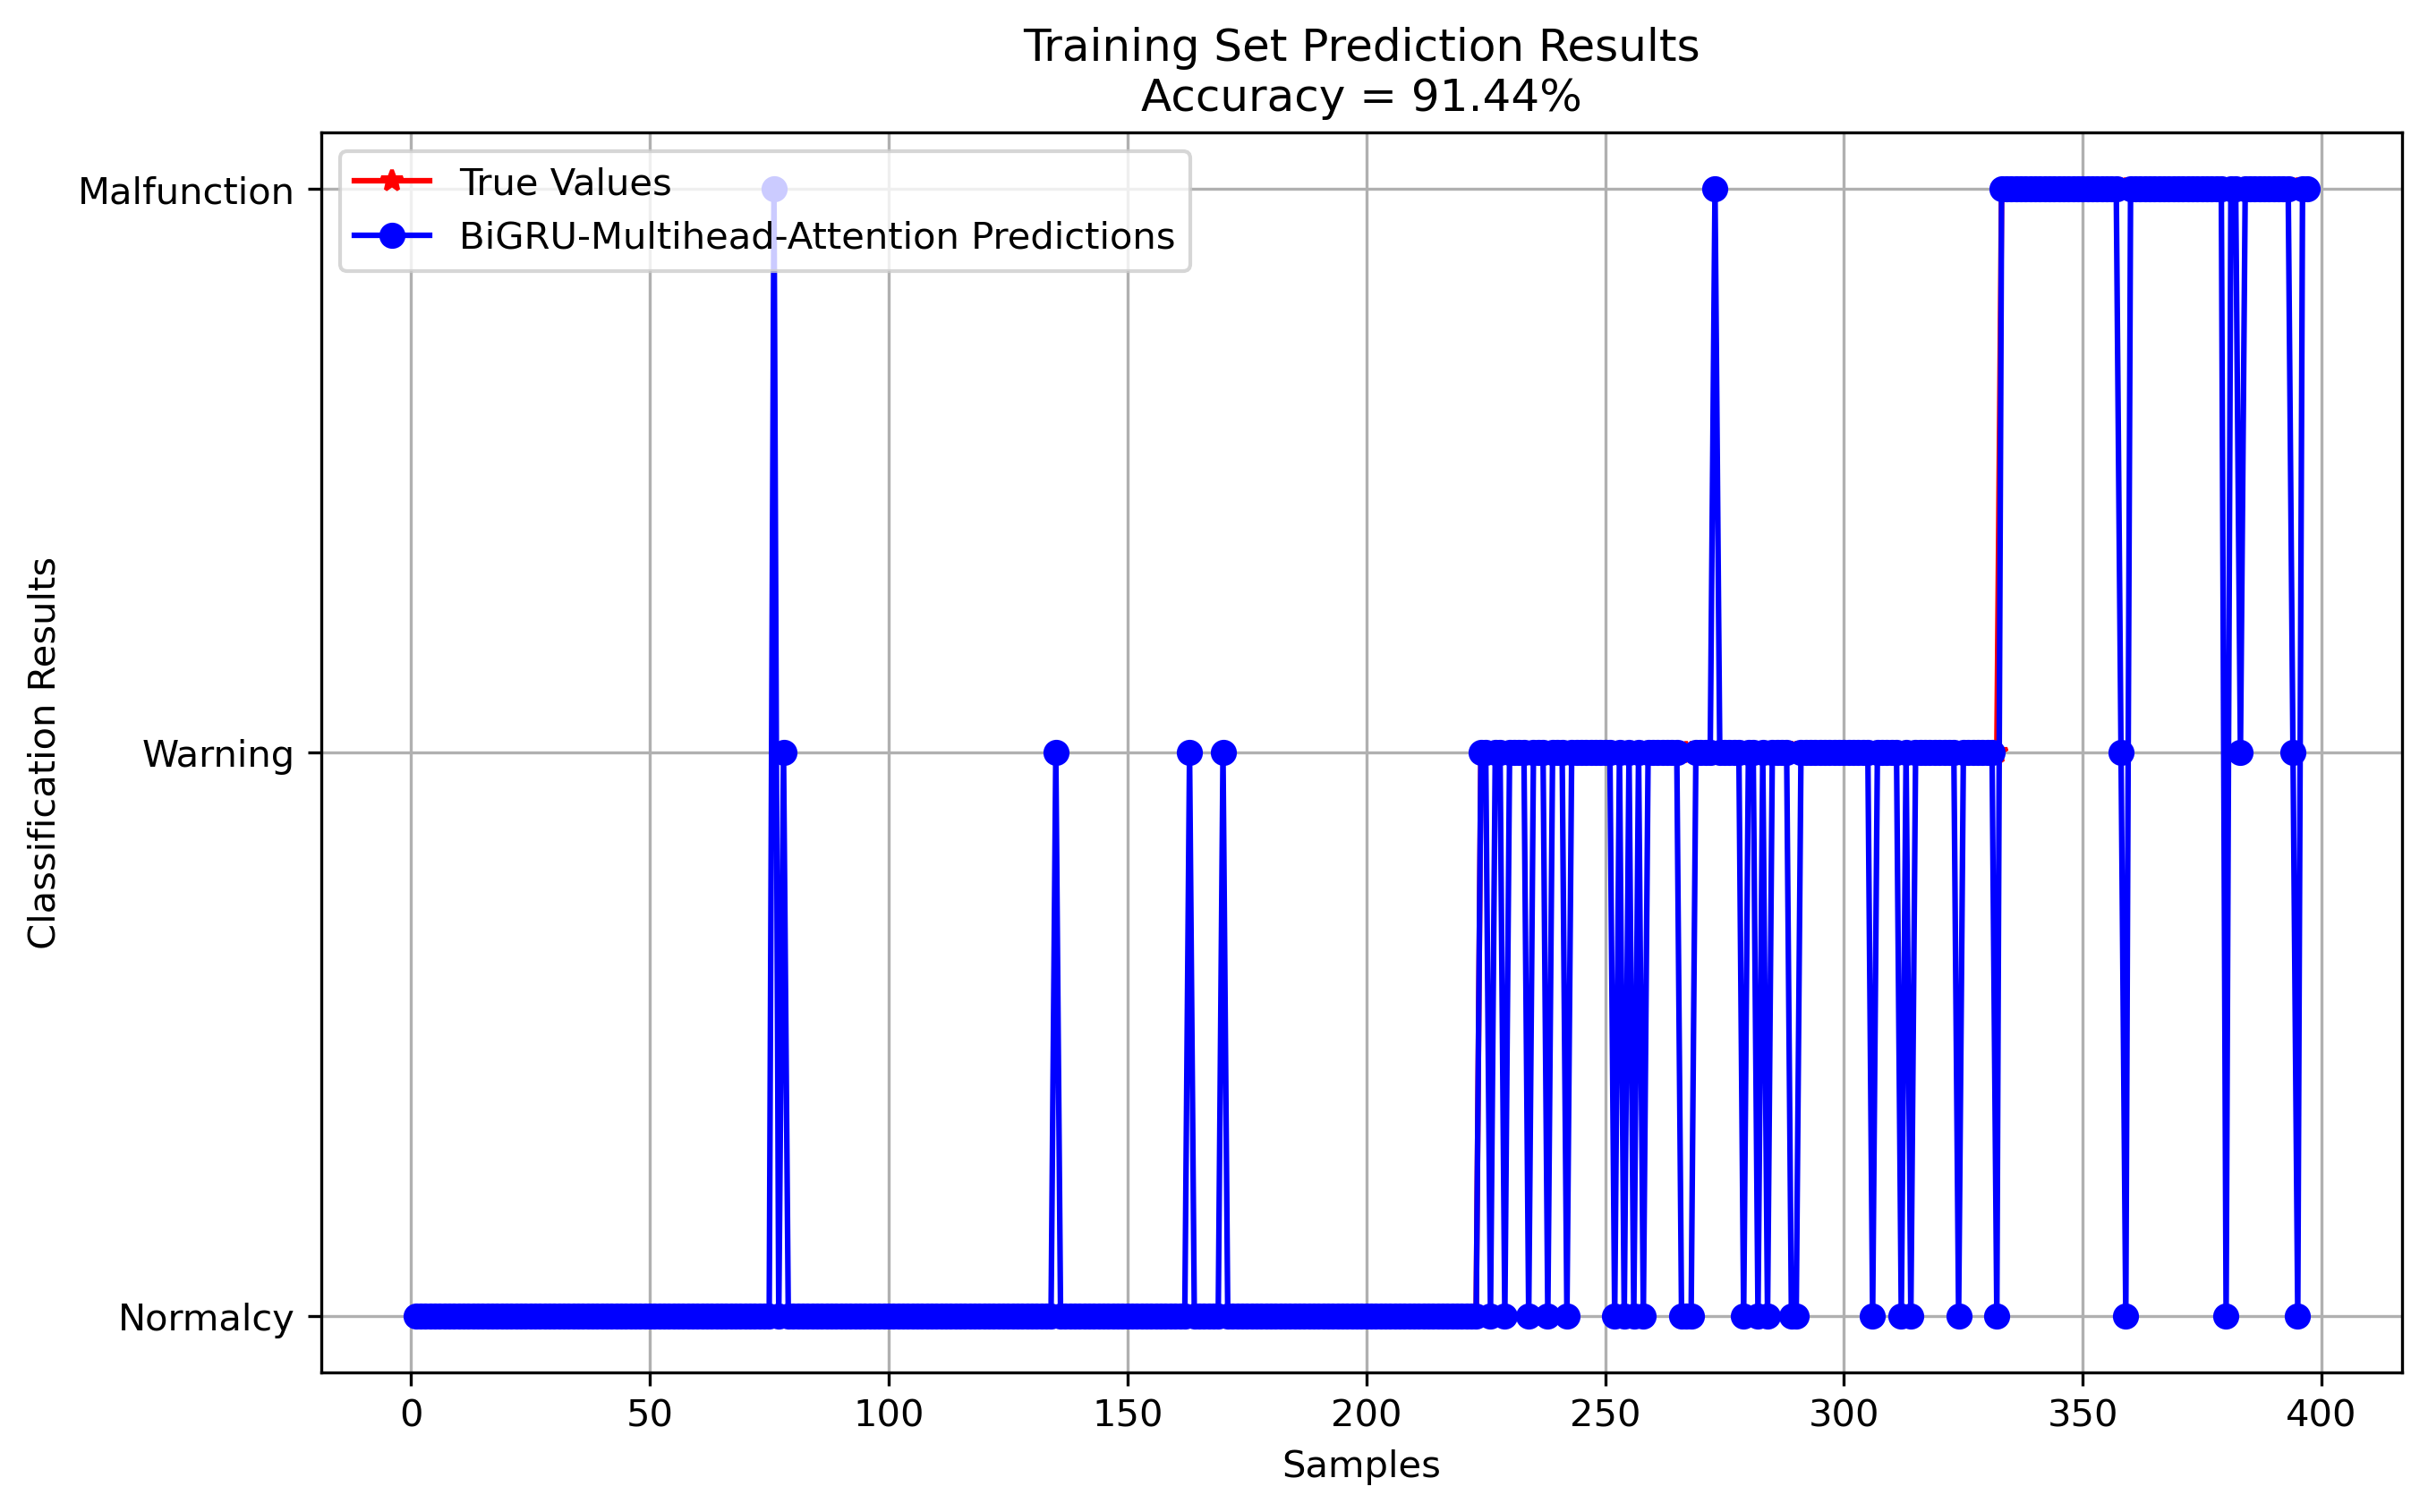 Training Set Prediction Results
Accuracy = 91.44%
True Values
BiGRU-Multihead-Attention Predictions
Malfunction
Warning
Normalcy
Classification Results
0 50 100 150 200 250 300 350 400
Samples